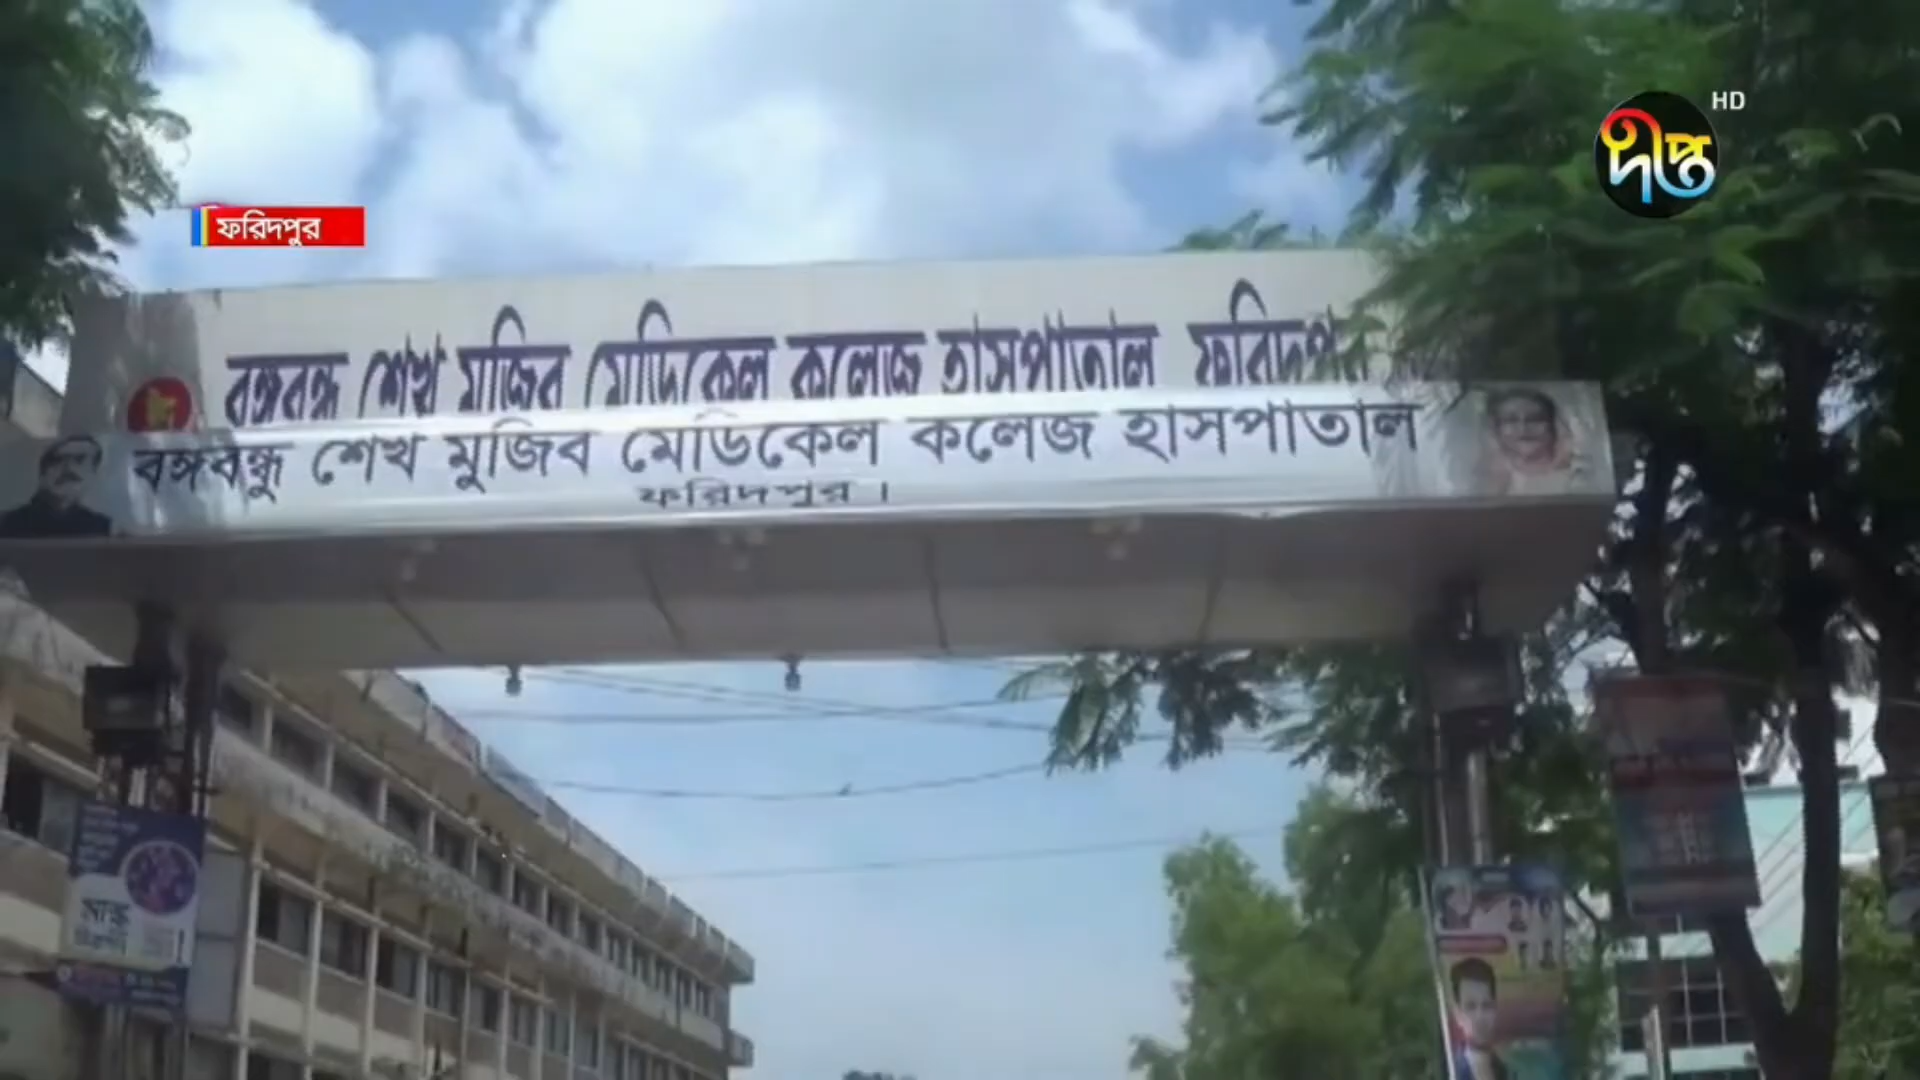 HD
দীপ্ত
ফরিদপুর
বঙ্গবন্ধু শেখ মুজিব মেডিকেল কলেজ হাসপাতাল ফরিদপুর
বঙ্গবন্ধু শেখ মুজিব মেডিকেল কলেজ হাসপাতাল
ফরিদপুর।
মাস্ক